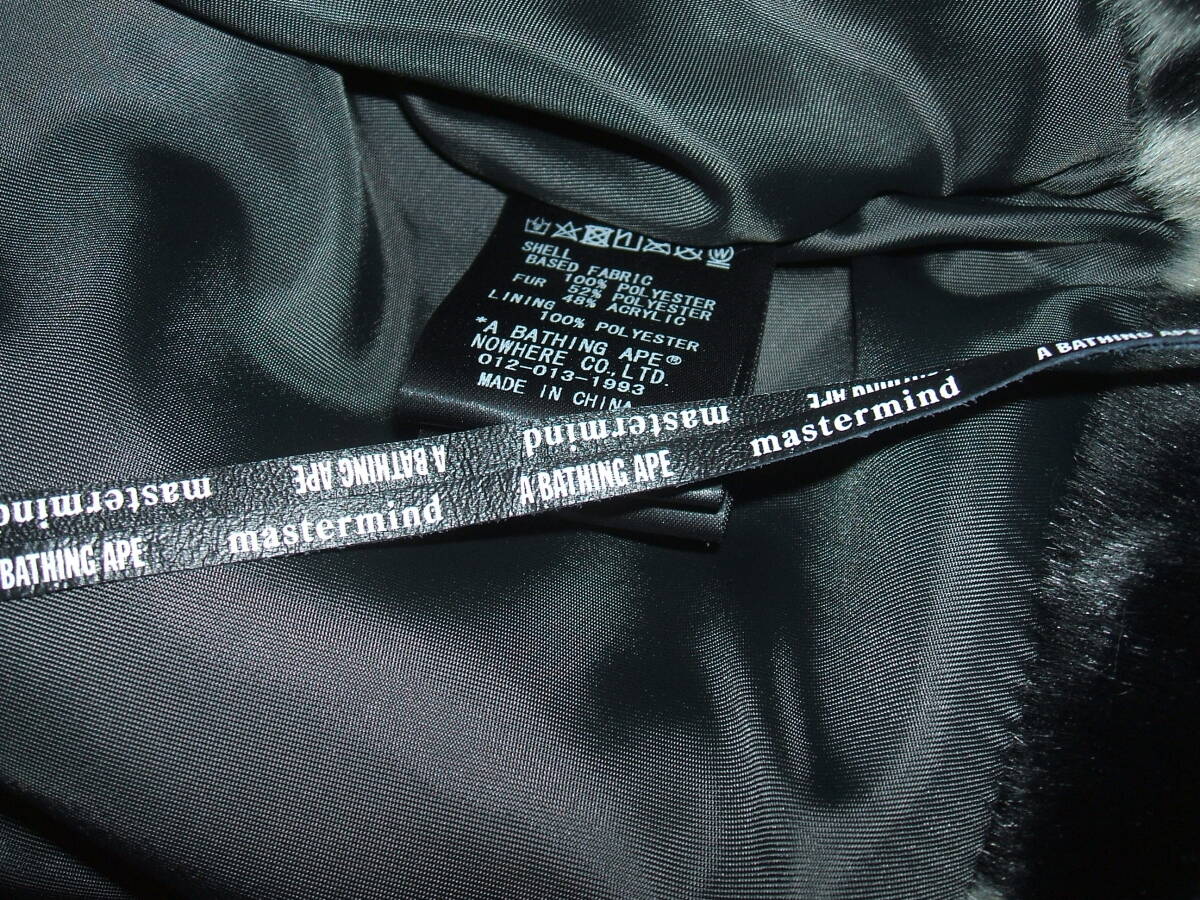 SHELL
BASED FABRIC
100% POLYESTER
FUR 52% POLYESTER
48% ACRYLIC
LINING
100% POLYESTER
*A BATHING APE®
NOWHERE CO.,LTD.
012-013-1993
MADE IN CHINA
A BATHING
mastermind A BATHING APE mastermind
BATHING APE mastermind A BATHING APE mastermind